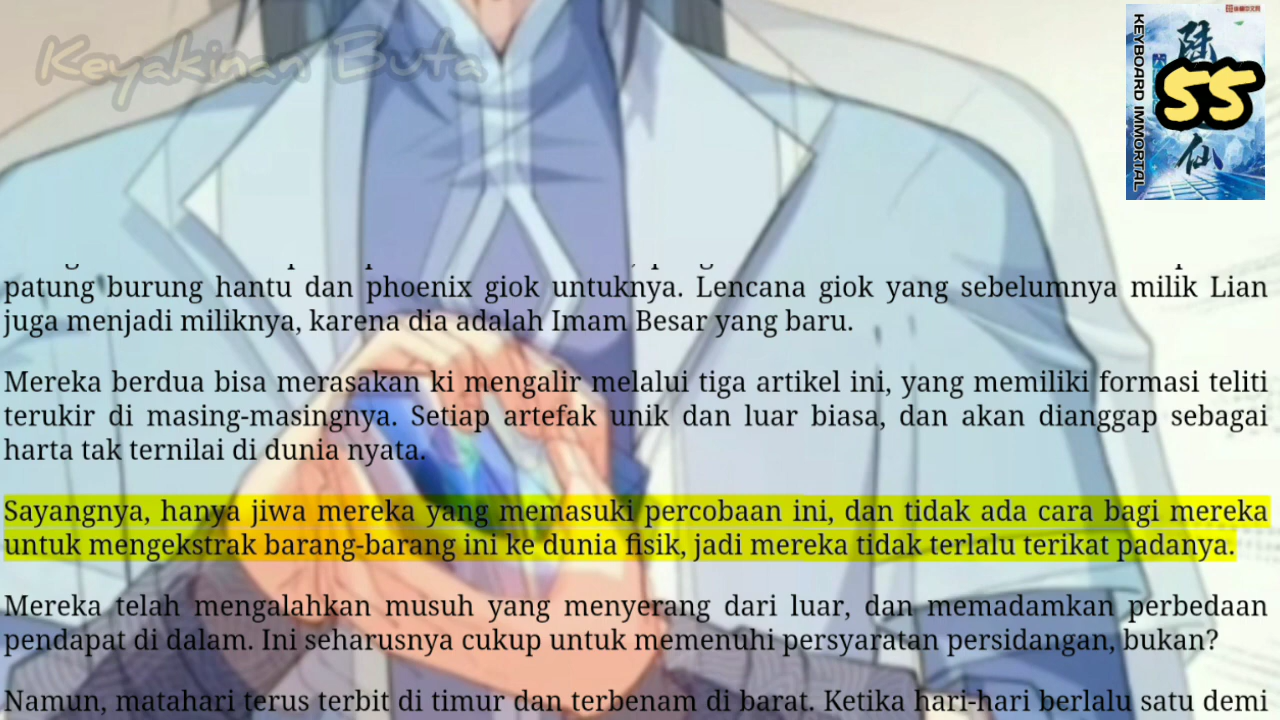 Keyakinan Buta
KEYBOARD IMMORTAL
陆
55
仙
patung burung hantu dan phoenix giok untuknya. Lencana giok yang sebelumnya milik Lian
juga menjadi miliknya, karena dia adalah Imam Besar yang baru.
Mereka berdua bisa merasakan ki mengalir melalui tiga artikel ini, yang memiliki formasi teliti
terukir di masing-masingnya. Setiap artefak unik dan luar biasa, dan akan dianggap sebagai
harta tak ternilai di dunia nyata.
Sayangnya, hanya jiwa mereka yang memasuki percobaan ini, dan tidak ada cara bagi mereka
untuk mengekstrak barang-barang ini ke dunia fisik, jadi mereka tidak terlalu terikat padanya.
Mereka telah mengalahkan musuh yang menyerang dari luar, dan memadamkan perbedaan
pendapat di dalam. Ini seharusnya cukup untuk memenuhi persyaratan persidangan, bukan?
Namun, matahari terus terbit di timur dan terbenam di barat. Ketika hari-hari berlalu satu demi